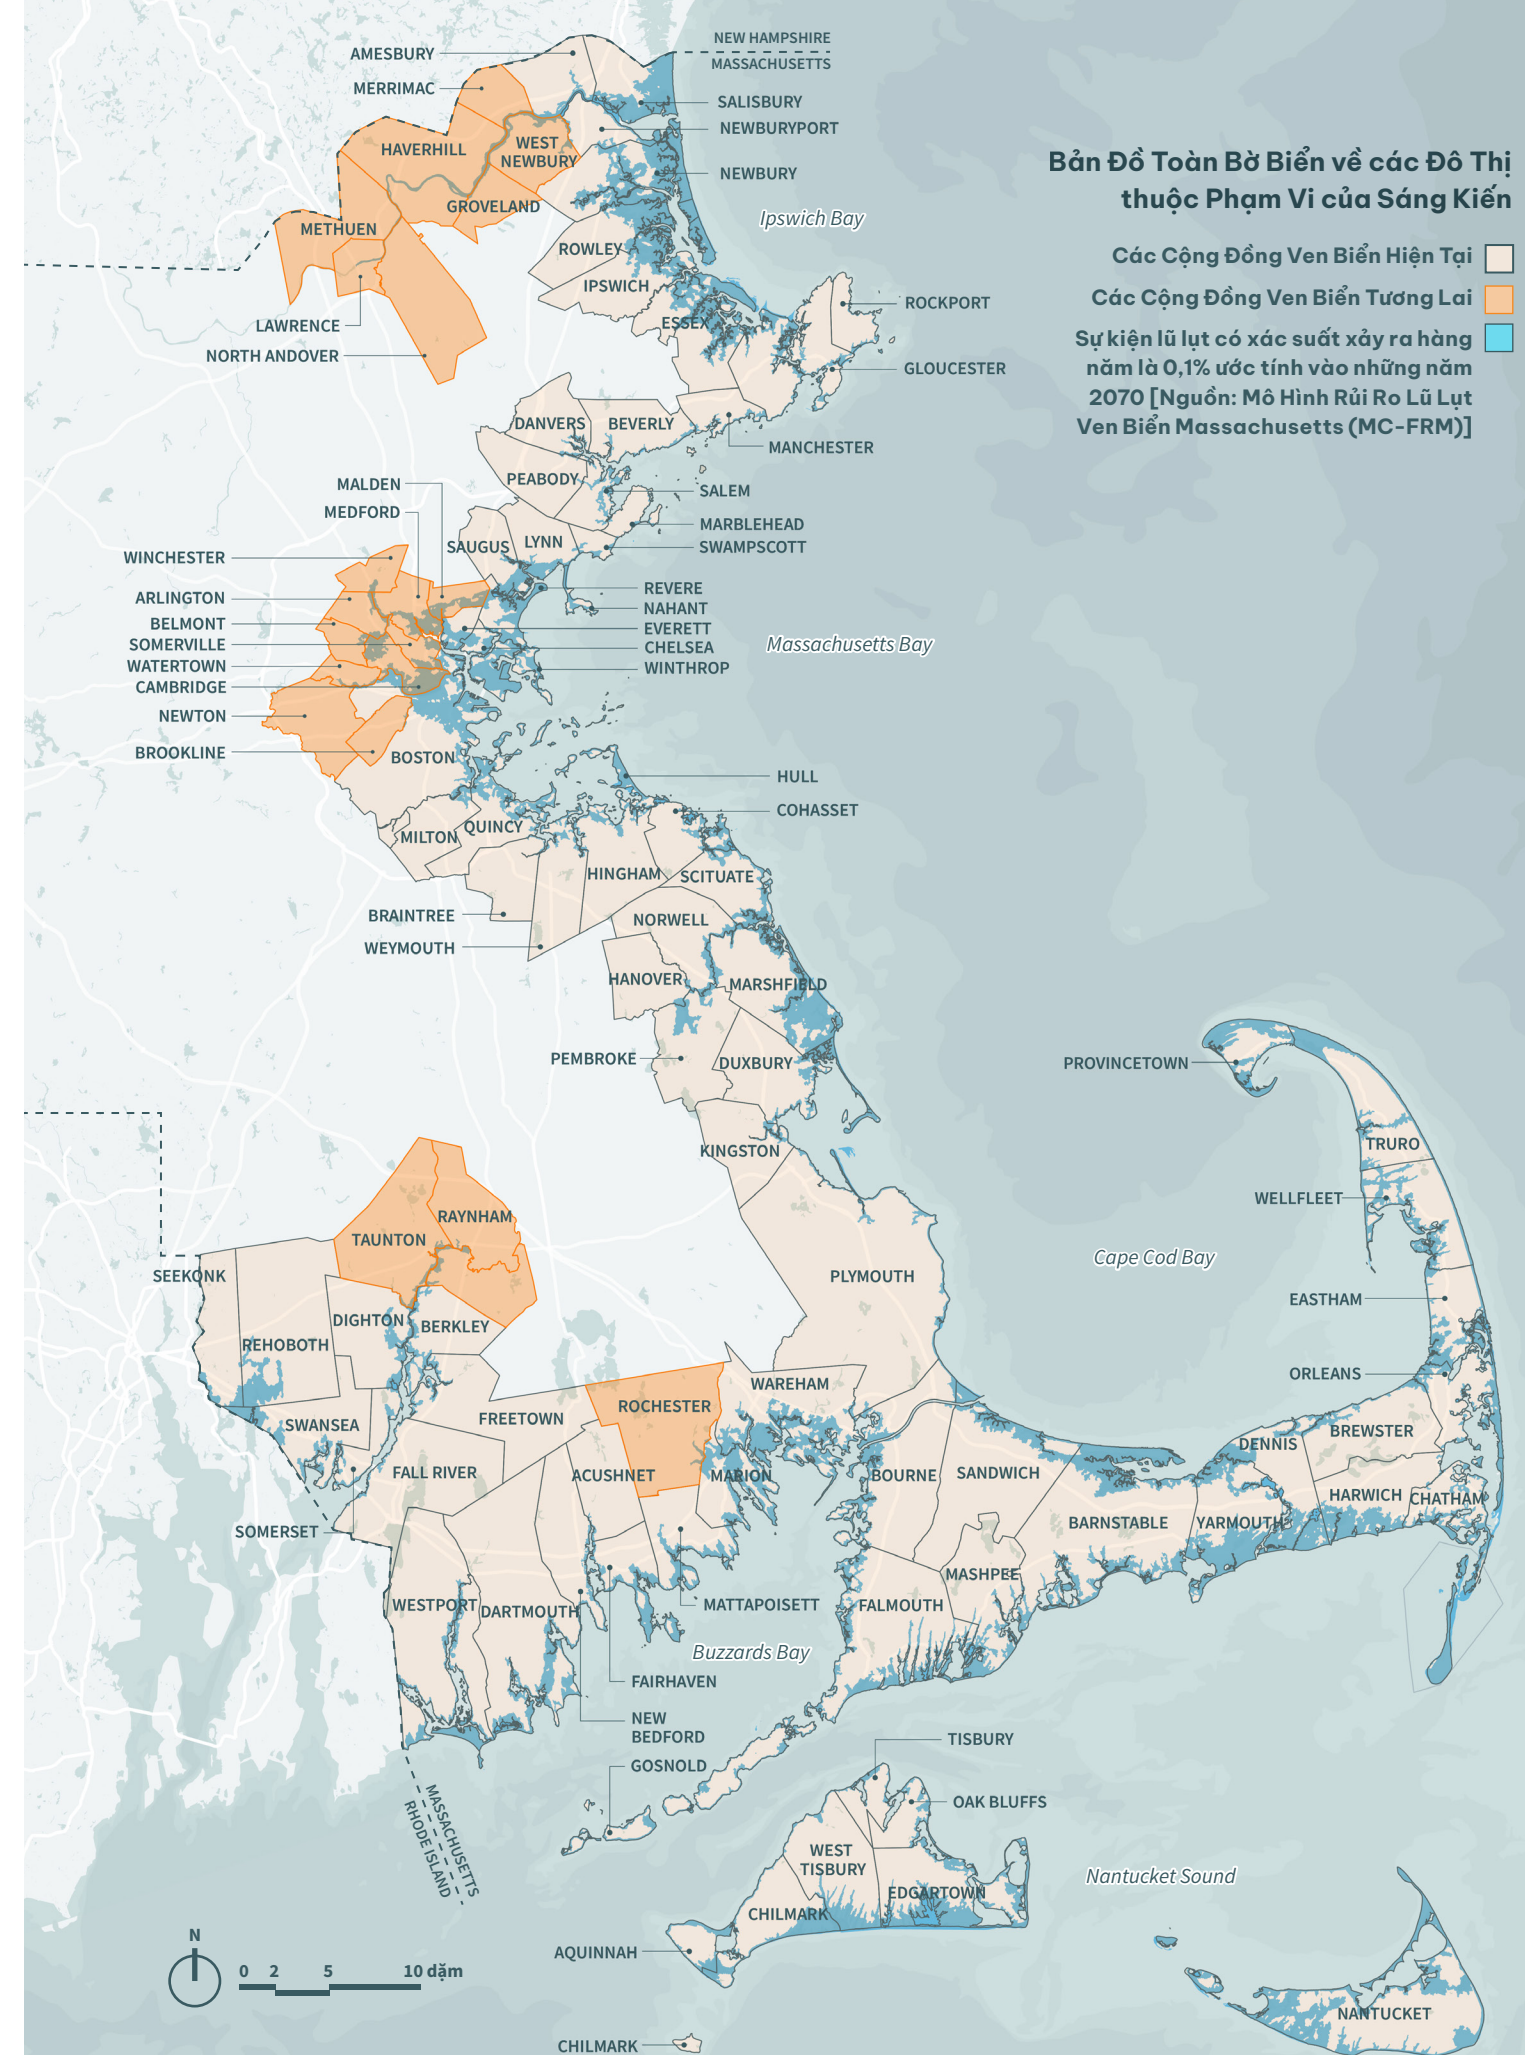 NEW HAMPSHIRE
MASSACHUSETTS
AMESBURY
MERRIMAC
SALISBURY
NEWBURYPORT
HAVERHILL
WEST
NEWBURY
NEWBURY
Bản Đồ Toàn Bờ Biển về các Đô Thị
thuộc Phạm Vi của Sáng Kiến
GROVELAND
Ipswich Bay
METHUEN
ROWLEY
Các Cộng Đồng Ven Biển Hiện Tại
IPSWICH
Các Cộng Đồng Ven Biển Tương Lai
ROCKPORT
LAWRENCE
ESSEX
Sự kiện lũ lụt có xác suất xảy ra hàng
năm là 0,1% ước tính vào những năm
2070 [Nguồn: Mô Hình Rủi Ro Lũ Lụt
Ven Biển Massachusetts (MC-FRM)]
NORTH ANDOVER
GLOUCESTER
DANVERS
BEVERLY
MANCHESTER
PEABODY
MALDEN
SALEM
MEDFORD
MARBLEHEAD
SAUGUS
LYNN
SWAMPSCOTT
WINCHESTER
REVERE
ARLINGTON
NAHANT
BELMONT
EVERETT
SOMERVILLE
CHELSEA
Massachusetts Bay
WATERTOWN
WINTHROP
CAMBRIDGE
NEWTON
BROOKLINE
BOSTON
HULL
COHASSET
MILTON
QUINCY
HINGHAM
SCITUATE
BRAINTREE
NORWELL
WEYMOUTH
HANOVER
MARSHFIELD
PEMBROKE
DUXBURY
PROVINCETOWN
KINGSTON
TRURO
WELLFLEET
RAYNHAM
TAUNTON
Cape Cod Bay
SEEKONK
PLYMOUTH
EASTHAM
DIGHTON
BERKLEY
REHOBOTH
ORLEANS
WAREHAM
ROCHESTER
FREETOWN
SWANSEA
BREWSTER
DENNIS
FALL RIVER
ACUSHNET
MARION
BOURNE
SANDWICH
HARWICH
CHATHAM
BARNSTABLE
YARMOUTH
SOMERSET
MASHPEE
WESTPORT
DARTMOUTH
MATTAPOISETT
FALMOUTH
Buzzards Bay
FAIRHAVEN
NEW
BEDFORD
TISBURY
GOSNOLD
MASSACHUSETTS
RHODE ISLAND
OAK BLUFFS
WEST
TISBURY
Nantucket Sound
EDGARTOWN
CHILMARK
N
AQUINNAH
0 2 5 10 dặm
NANTUCKET
CHILMARK